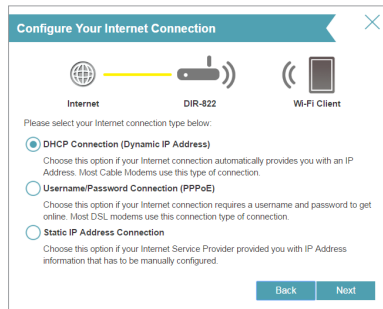 Configure Your Internet Connection
Internet
DIR-822
Wi-Fi Client
Please select your Internet connection type below:
DHCP Connection (Dynamic IP Address)
Choose this option if your Internet connection automatically provides you with an IP
Address. Most Cable Modems use this type of connection.
Username/Password Connection (PPPoE)
Choose this option if your Internet connection requires a username and password to get
online. Most DSL modems use this connection type of connection.
Static IP Address Connection
Choose this option if your Internet Service Provider provided you with IP Address
information that has to be manually configured.
Back
Next